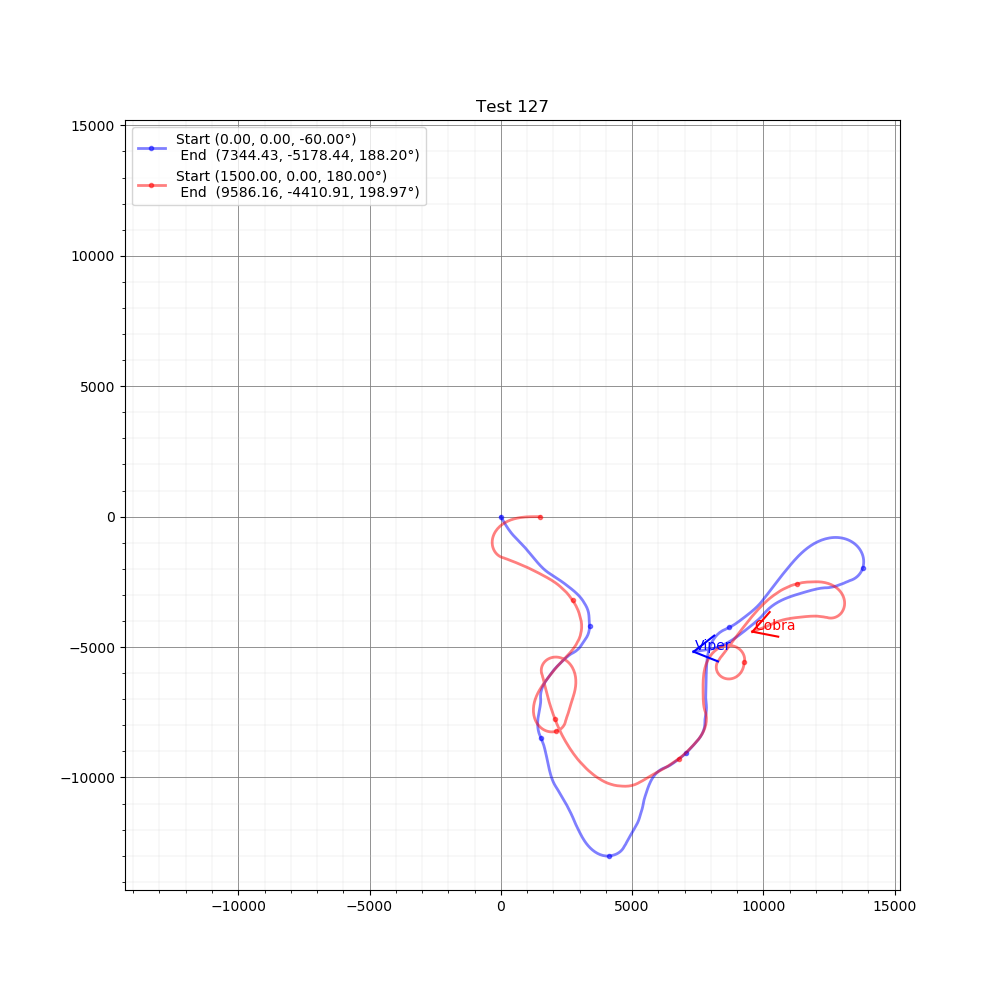 Test 127
Start (0.00, 0.00, -60.00°)
End  (7344.43, -5178.44, 188.20°)
Start (1500.00, 0.00, 180.00°)
End  (9586.16, -4410.91, 198.97°)
15000
10000
5000
0
−5000
−10000
Cobra
Viper
−10000
−5000
0
5000
10000
15000